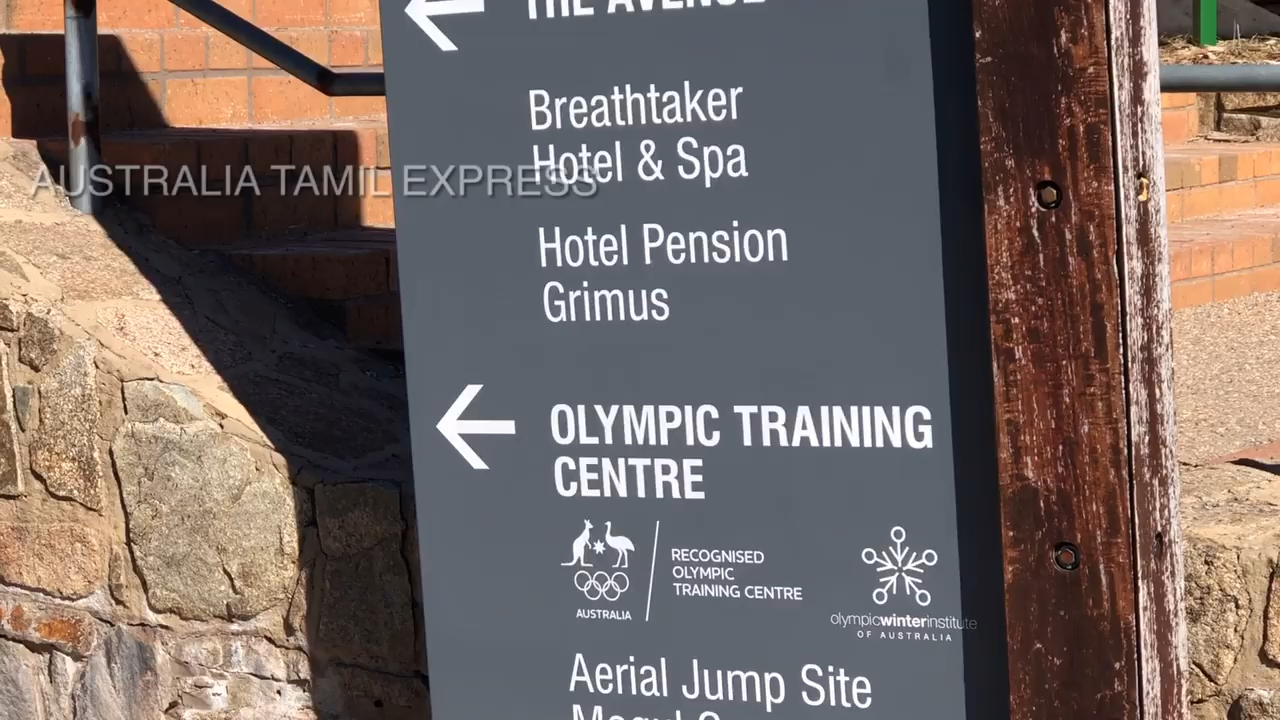 THE AVENUE
Breathtaker
Hotel & Spa
AUSTRALIA TAMIL EXPRESS
Hotel Pension
Grimus
OLYMPIC TRAINING
CENTRE
AUSTRALIA
RECOGNISED
OLYMPIC
TRAINING CENTRE
olympicwinterinstitute
OF AUSTRALIA
Aerial Jump Site